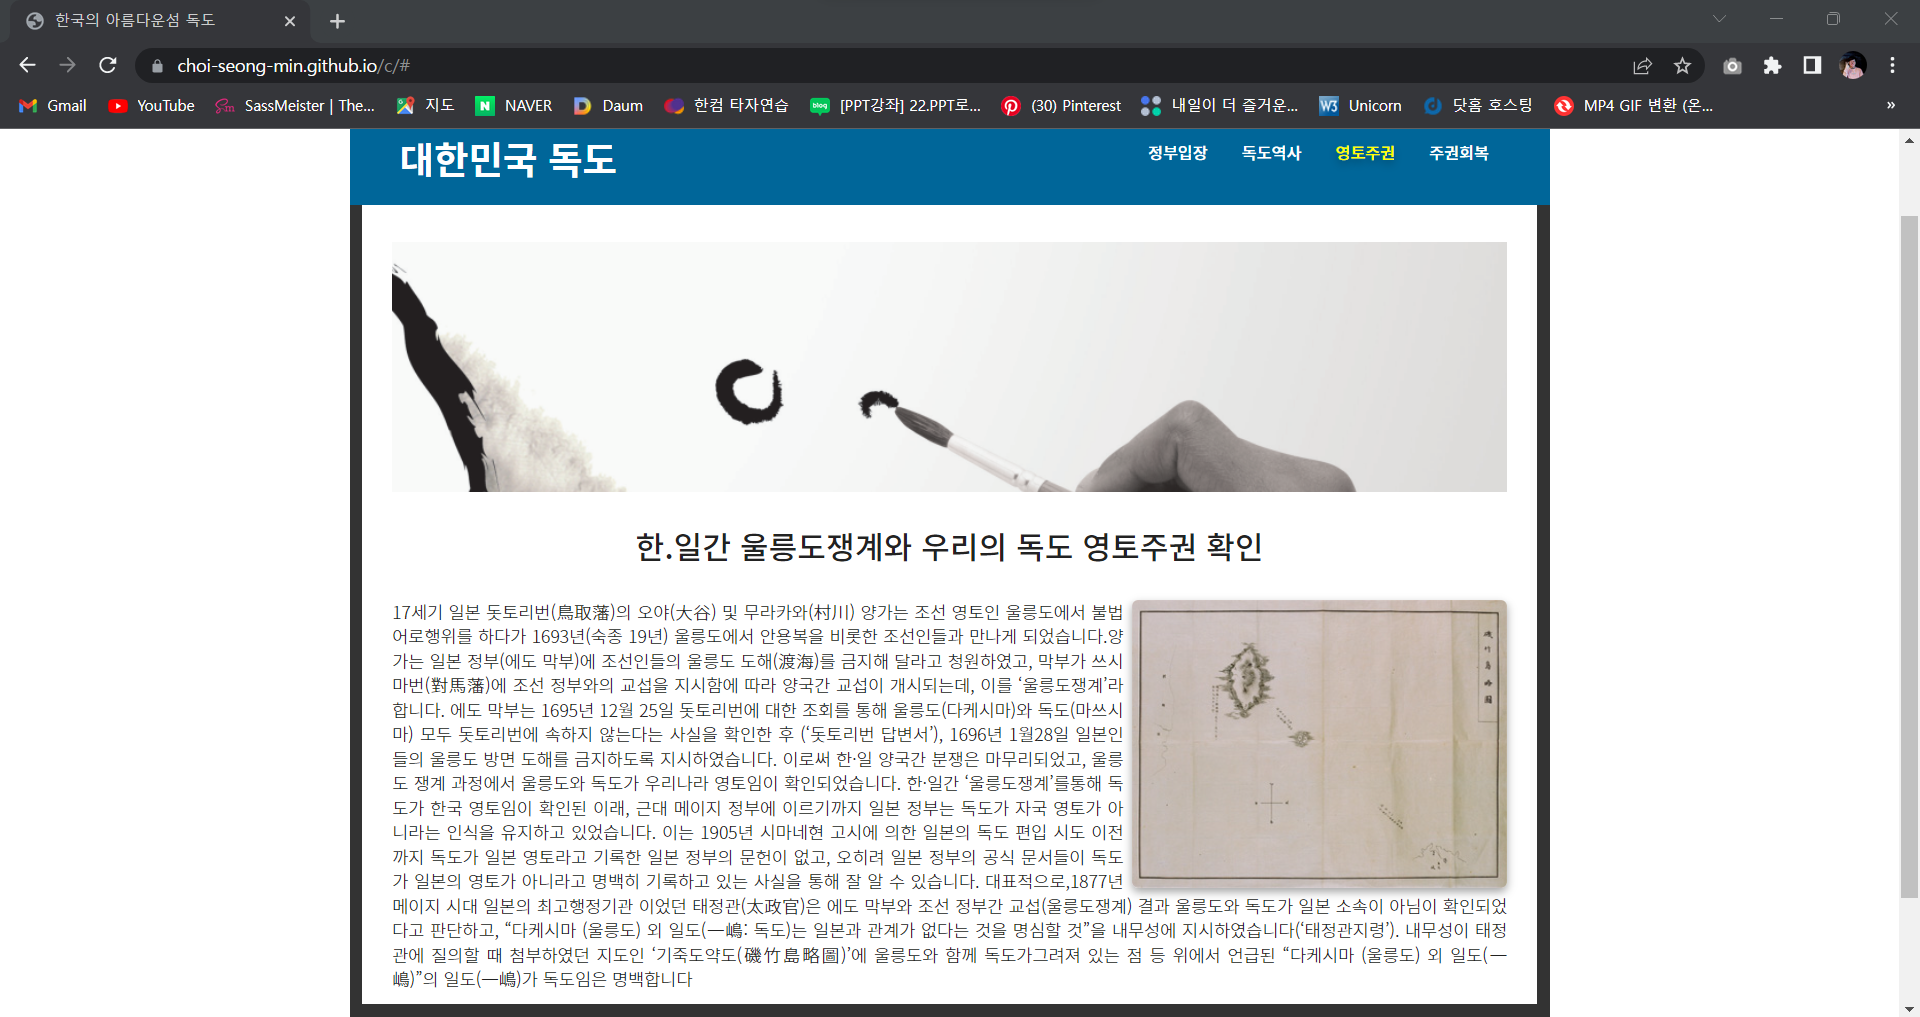 한국의 아름다운섬 독도
choi-seong-min.github.io/c/#
Gmail YouTube SassMeister | The... 지도 NAVER Daum 한컴 타자연습 [PPT강좌] 22.PPT로... (30) Pinterest 내일이 더 즐거운... Unicorn 닷홈 호스팅 MP4 GIF 변환 (온... »
대한민국 독도
정부입장 독도역사 영토주권 주권회복
한.일간 울릉도쟁계와 우리의 독도 영토주권 확인
17세기 일본 돗토리번(鳥取藩)의 오야(大谷) 및 무라카와(村川) 양가는 조선 영토인 울릉도에서 불법
어로행위를 하다가 1693년(숙종 19년) 울릉도에서 안용복을 비롯한 조선인들과 만나게 되었습니다.양
가는 일본 정부(에도 막부)에 조선인들의 울릉도 도해(渡海)를 금지해 달라고 청원하였고, 막부가 쓰시
마번(對馬藩)에 조선 정부와의 교섭을 지시함에 따라 양국간 교섭이 개시되는데, 이를 ‘울릉도쟁계’라
합니다. 에도 막부는 1695년 12월 25일 돗토리번에 대한 조회를 통해 울릉도(다케시마)와 독도(마쓰시
마) 모두 돗토리번에 속하지 않는다는 사실을 확인한 후 (‘돗토리번 답변서’), 1696년 1월28일 일본인
들의 울릉도 방면 도해를 금지하도록 지시하였습니다. 이로써 한·일 양국간 분쟁은 마무리되었고, 울릉
도 쟁계 과정에서 울릉도와 독도가 우리나라 영토임이 확인되었습니다. 한·일간 ‘울릉도쟁계’를통해 독
도가 한국 영토임이 확인된 이래, 근대 메이지 정부에 이르기까지 일본 정부는 독도가 자국 영토가 아
니라는 인식을 유지하고 있었습니다. 이는 1905년 시마네현 고시에 의한 일본의 독도 편입 시도 이전
까지 독도가 일본 영토라고 기록한 일본 정부의 문헌이 없고, 오히려 일본 정부의 공식 문서들이 독도
가 일본의 영토가 아니라고 명백히 기록하고 있는 사실을 통해 잘 알 수 있습니다. 대표적으로,1877년
메이지 시대 일본의 최고행정기관 이었던 태정관(太政官)은 에도 막부와 조선 정부간 교섭(울릉도쟁계) 결과 울릉도와 독도가 일본 소속이 아님이 확인되었
다고 판단하고, “다케시마 (울릉도) 외 일도(一嶋: 독도)는 일본과 관계가 없다는 것을 명심할 것”을 내무성에 지시하였습니다(‘태정관지령’). 내무성이 태정
관에 질의할 때 첨부하였던 지도인 ‘기죽도약도(磯竹島略圖)’에 울릉도와 함께 독도가그려져 있는 점 등 위에서 언급된 “다케시마 (울릉도) 외 일도(一
嶋)”의 일도(一嶋)가 독도임은 명백합니다
磯竹島略圖